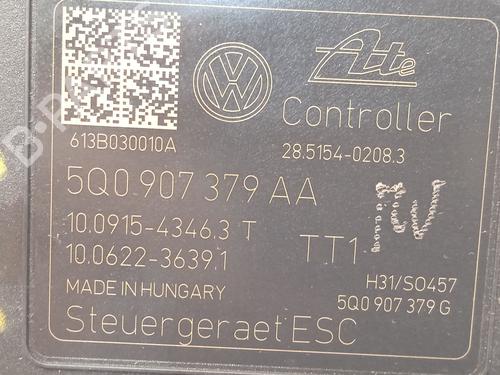 Ate
Controller
613B030010A
28.5154-0208.3
5Q0 907 379 AA
10.0915-4346.3 T
10.0622-3639.1
TT1
MADE IN HUNGARY
H31/SO457
5Q0 907 379 G
Steuergeraet ESC